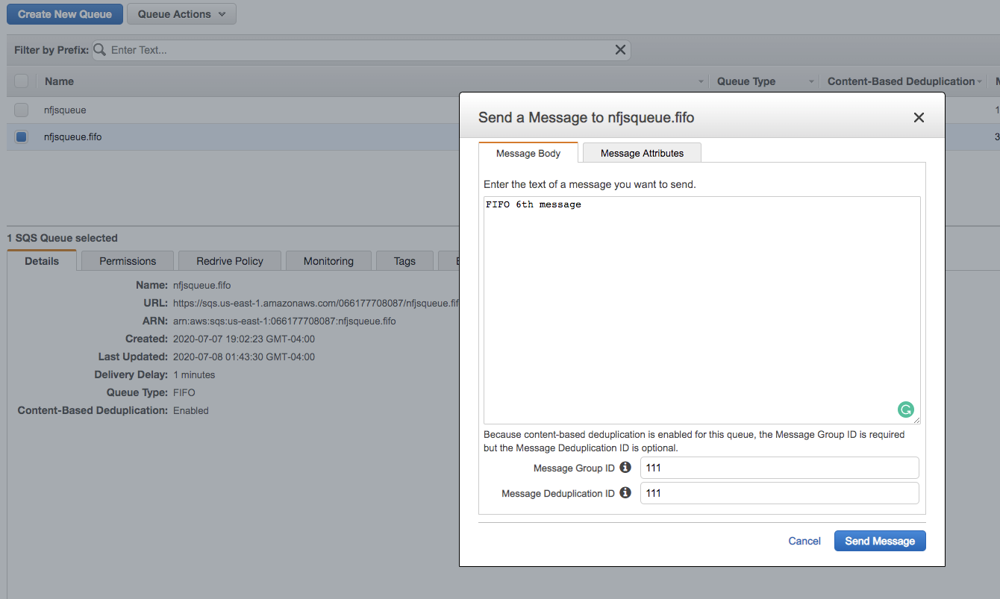 Create New Queue
Queue Actions
Filter by Prefix: Enter Text...
Name Queue Type Content-Based Deduplication
nfjsqueue 1
nfjsqueue.fifo 3
1 SQS Queue selected
Details Permissions Redrive Policy Monitoring Tags
Name: nfjsqueue.fifo
URL: https://sqs.us-east-1.amazonaws.com/066177708087/nfjsqueue.fif
ARN: arn:aws:sqs:us-east-1:066177708087:nfjsqueue.fifo
Created: 2020-07-07 19:02:23 GMT-04:00
Last Updated: 2020-07-08 01:43:30 GMT-04:00
Delivery Delay: 1 minutes
Queue Type: FIFO
Content-Based Deduplication: Enabled
Send a Message to nfjsqueue.fifo
Message Body Message Attributes
Enter the text of a message you want to send.
FIFO 6th message
Because content-based deduplication is enabled for this queue, the Message Group ID is required
but the Message Deduplication ID is optional.
Message Group ID 111
Message Deduplication ID 111
Cancel Send Message